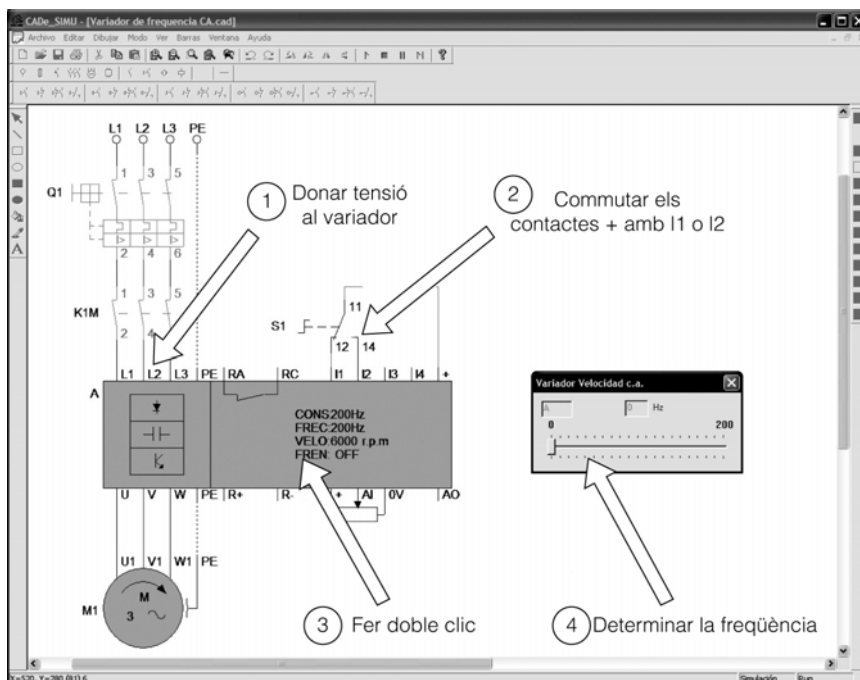 CADe_SIMU - [Variador de frequencia CA.cad]
Archivo Editar Dibujar Modo Ver Barras Ventana Ayuda
L1 L2 L3 PE
1 3 5
Q1
2 4 6
1 Donar tensió
al variador
2 Commutar els
contactes + amb I1 o I2
1 3 5
K1M
2 4
11
S1
12 14
L1 L2 L3 PE RA RC I1 I2 I3 I4 +
A
CONS:200Hz
FREC:200Hz
VELO:6000 r.p.m
FREN: OFF
Variador Velocidad c.a.
A 0 Hz
0 200
U V W PE R+ R- + AI 0V AO
U1 V1 W1 PE
M1
M
3
3 Fer doble clic
4 Determinar la freqüència
Simulación Run